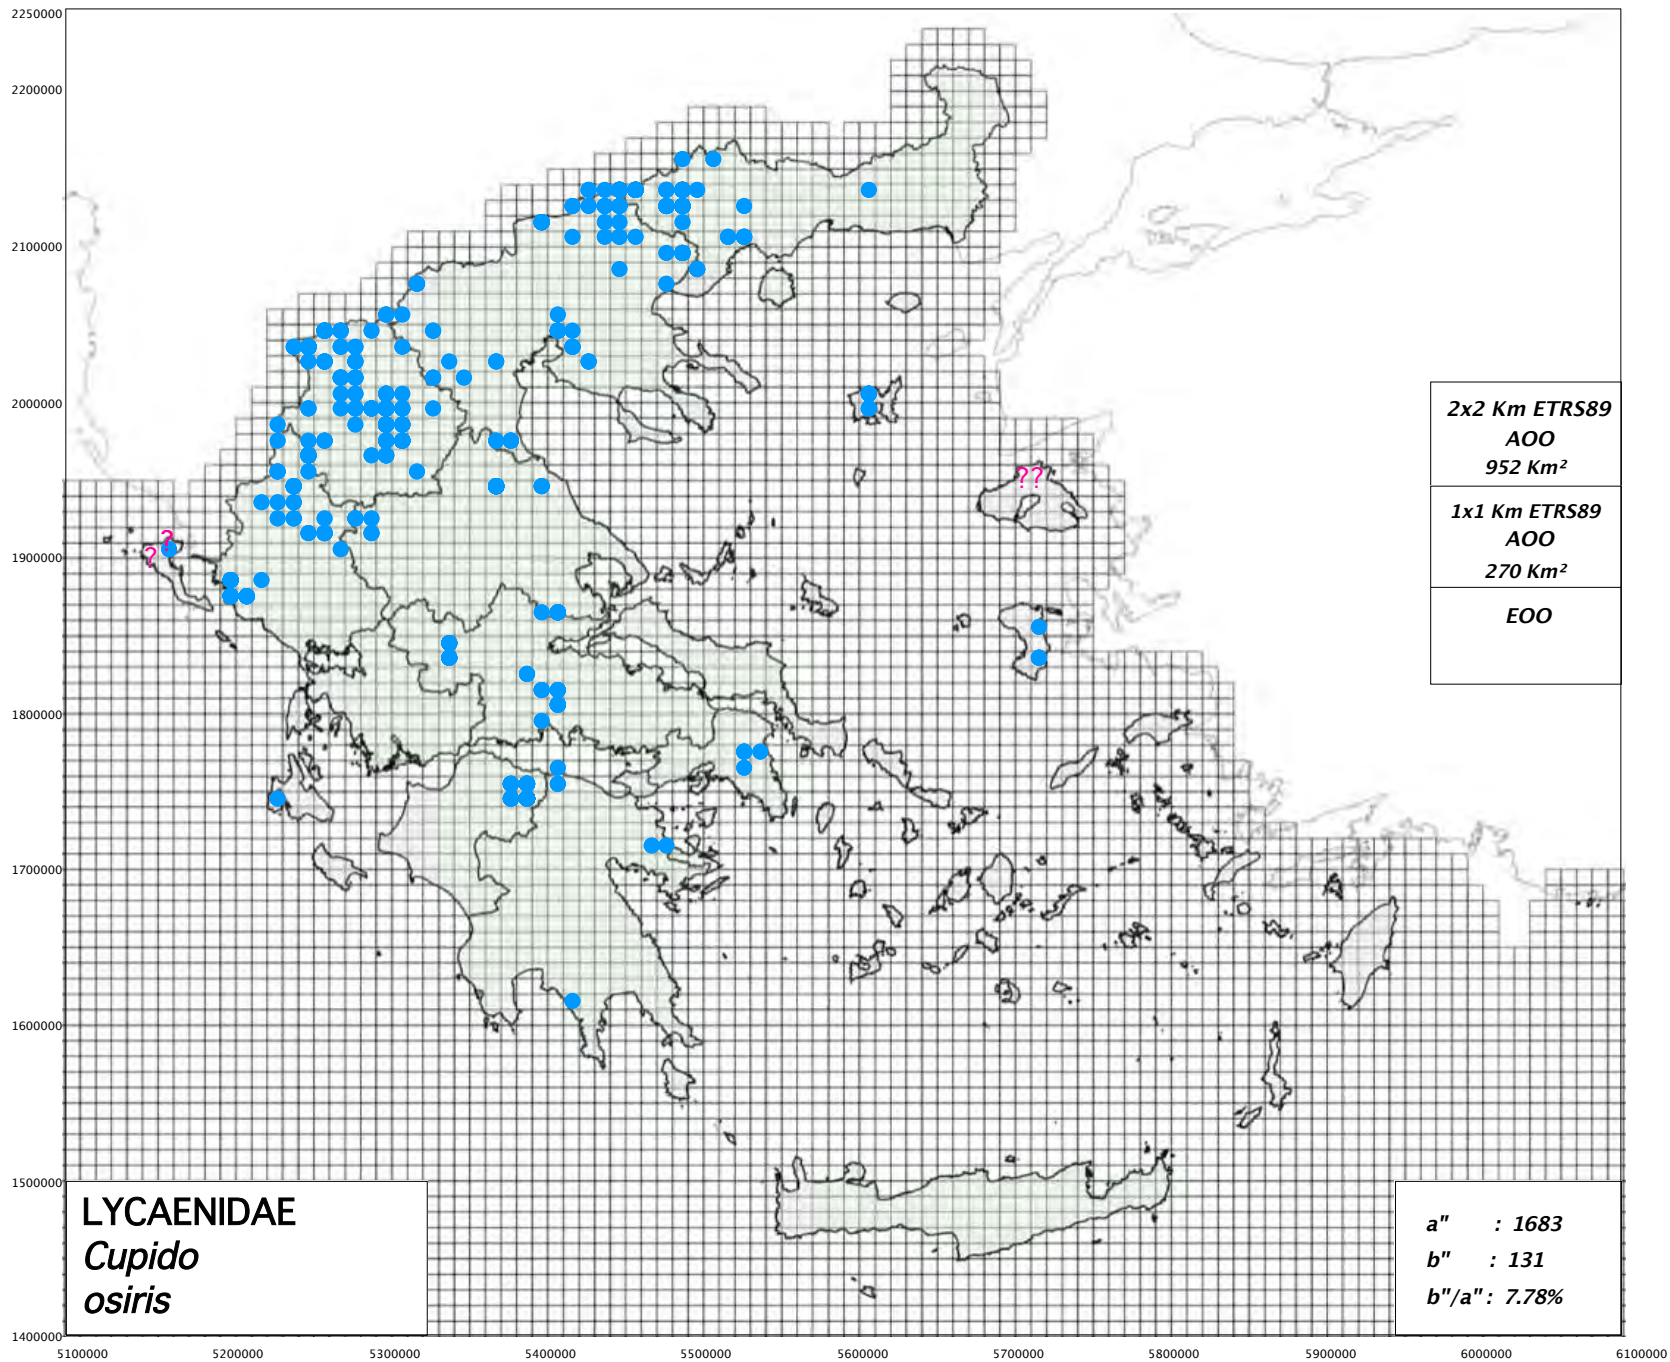 2250000
2200000
2100000
2000000
1900000
1800000
1700000
1600000
1500000
1400000
5100000 5200000 5300000 5400000 5500000 5600000 5700000 5800000 5900000 6000000 6100000
??
?
?
2x2 Km ETRS89
AOO
952 Km²
1x1 Km ETRS89
AOO
270 Km²
EOO
LYCAENIDAE
Cupido
osiris
a" : 1683
b" : 131
b"/a" : 7.78%